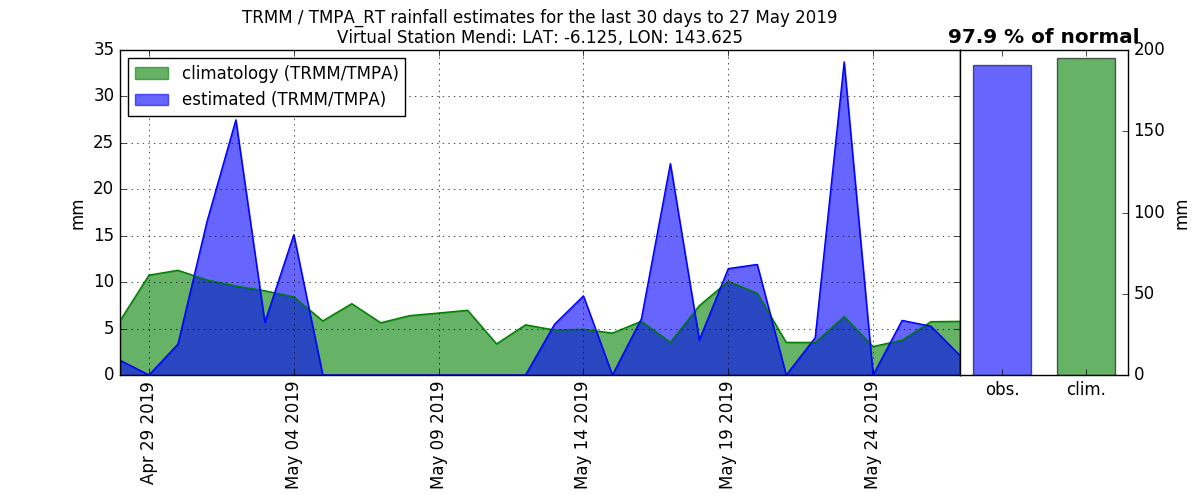 TRMM / TMPA_RT rainfall estimates for the last 30 days to 27 May 2019
Virtual Station Mendi: LAT: -6.125, LON: 143.625
97.9 % of normal
climatology (TRMM/TMPA)
estimated (TRMM/TMPA)
35
30
25
20
15
10
5
0
mm
Apr 29 2019
May 04 2019
May 09 2019
May 14 2019
May 19 2019
May 24 2019
200
150
100
50
0
mm
obs.
clim.